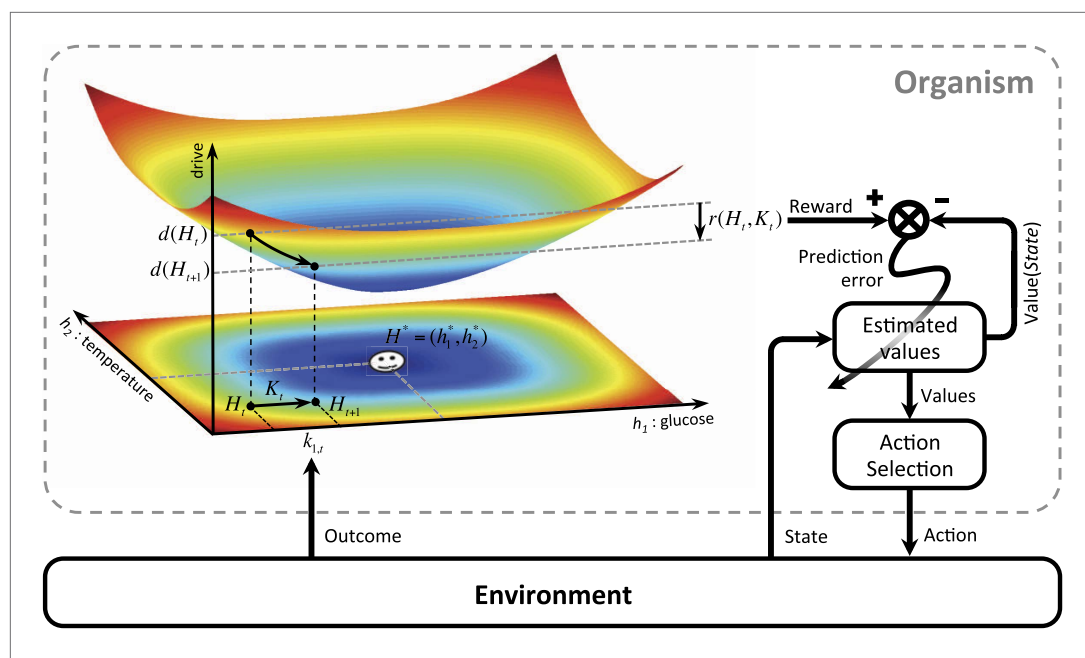 Organism
drive
d(H_t)
d(H_{t+1})
r(H_t, K_t)
Reward
+
-
Prediction
error
Value(State)
Estimated
values
Values
Action
Selection
h_2 : temperature
H^* = (h_1^*, h_2^*)
K_t
H_t
H_{t+1}
k_{1,t}
h_1 : glucose
Outcome
State
Action
Environment